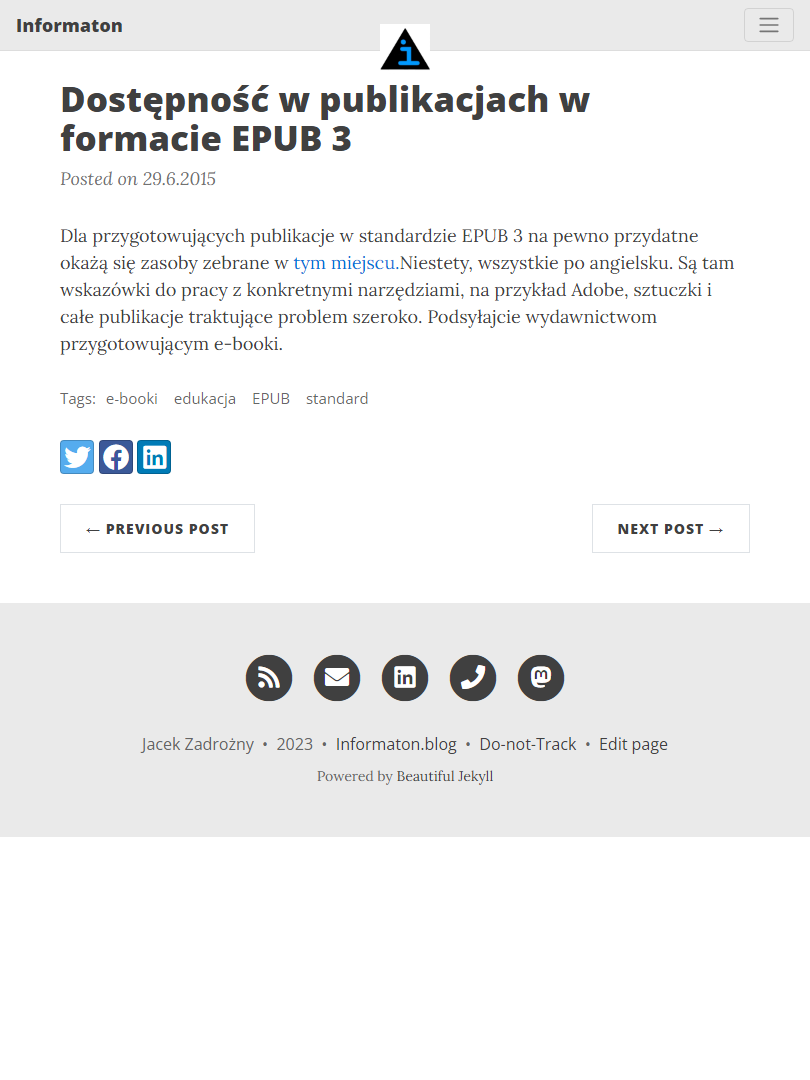 Informaton
i
Dostępność w publikacjach w
formacie EPUB 3
Posted on 29.6.2015
Dla przygotowujących publikacje w standardzie EPUB 3 na pewno przydatne
okażą się zasoby zebrane w tym miejscu.Niestety, wszystkie po angielsku. Są tam
wskazówki do pracy z konkretnymi narzędziami, na przykład Adobe, sztuczki i
całe publikacje traktujące problem szeroko. Podsyłajcie wydawnictwom
przygotowującym e-booki.
Tags: e-booki edukacja EPUB standard
← PREVIOUS POST
NEXT POST →
Jacek Zadrożny • 2023 • Informaton.blog • Do-not-Track • Edit page
Powered by Beautiful Jekyll